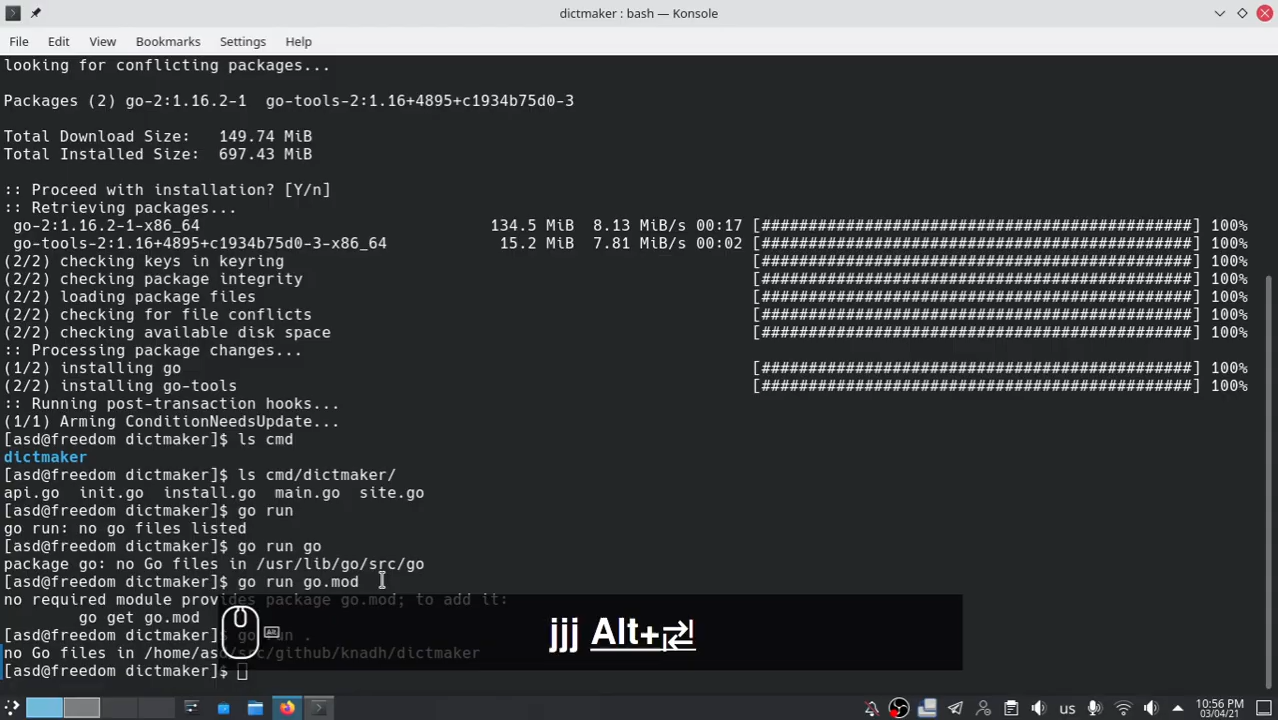 dictmaker : bash — Konsole
File Edit View Bookmarks Settings Help
looking for conflicting packages...
Packages (2) go-2:1.16.2-1  go-tools-2:1.16+4895+c1934b75d0-3
Total Download Size:   149.74 MiB
Total Installed Size:  697.43 MiB
:: Proceed with installation? [Y/n]
:: Retrieving packages...
go-2:1.16.2-1-x86_64 134.5 MiB 8.13 MiB/s 00:17 [##############################################] 100%
go-tools-2:1.16+4895+c1934b75d0-3-x86_64 15.2 MiB 7.81 MiB/s 00:02 [##############################################] 100%
(2/2) checking keys in keyring [##############################################] 100%
(2/2) checking package integrity [##############################################] 100%
(2/2) loading package files [##############################################] 100%
(2/2) checking for file conflicts [##############################################] 100%
(2/2) checking available disk space [##############################################] 100%
:: Processing package changes...
(1/2) installing go [##############################################] 100%
(2/2) installing go-tools [##############################################] 100%
:: Running post-transaction hooks...
(1/1) Arming ConditionNeedsUpdate...
[asd@freedom dictmaker]$ ls cmd
dictmaker
[asd@freedom dictmaker]$ ls cmd/dictmaker/
api.go  init.go  install.go  main.go  site.go
[asd@freedom dictmaker]$ go run
go run: no go files listed
[asd@freedom dictmaker]$ go run go
package go: no Go files in /usr/lib/go/src/go
[asd@freedom dictmaker]$ go run go.mod
no required module provides package go.mod; to add it:
go get go.mod
[asd@freedom dictmaker]$ go run .
no Go files in /home/asd/src/github/knadh/dictmaker
[asd@freedom dictmaker]$
jjj Alt+
Alt
us
10:56 PM
03/04/21